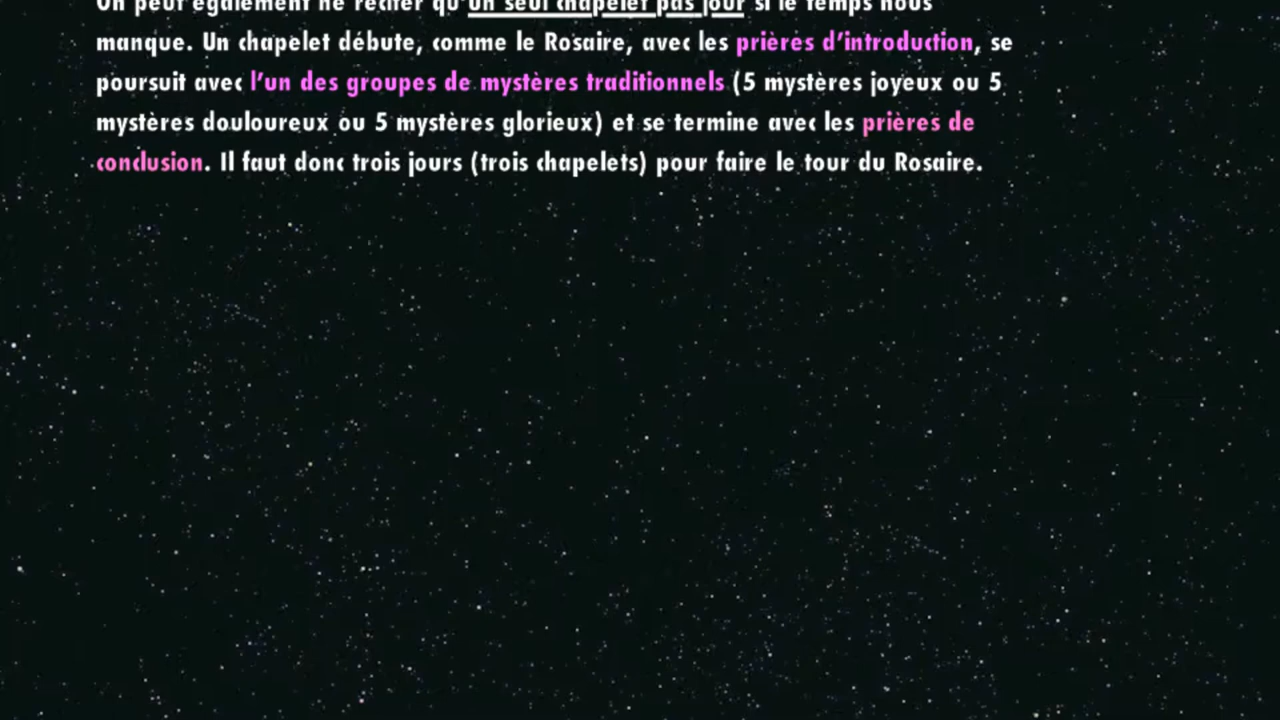 On peut également ne réciter qu'un seul chapelet pas jour si le temps nous
manque. Un chapelet débute, comme le Rosaire, avec les prières d’introduction, se
poursuit avec l’un des groupes de mystères traditionnels (5 mystères joyeux ou 5
mystères douloureux ou 5 mystères glorieux) et se termine avec les prières de
conclusion. Il faut donc trois jours (trois chapelets) pour faire le tour du Rosaire.